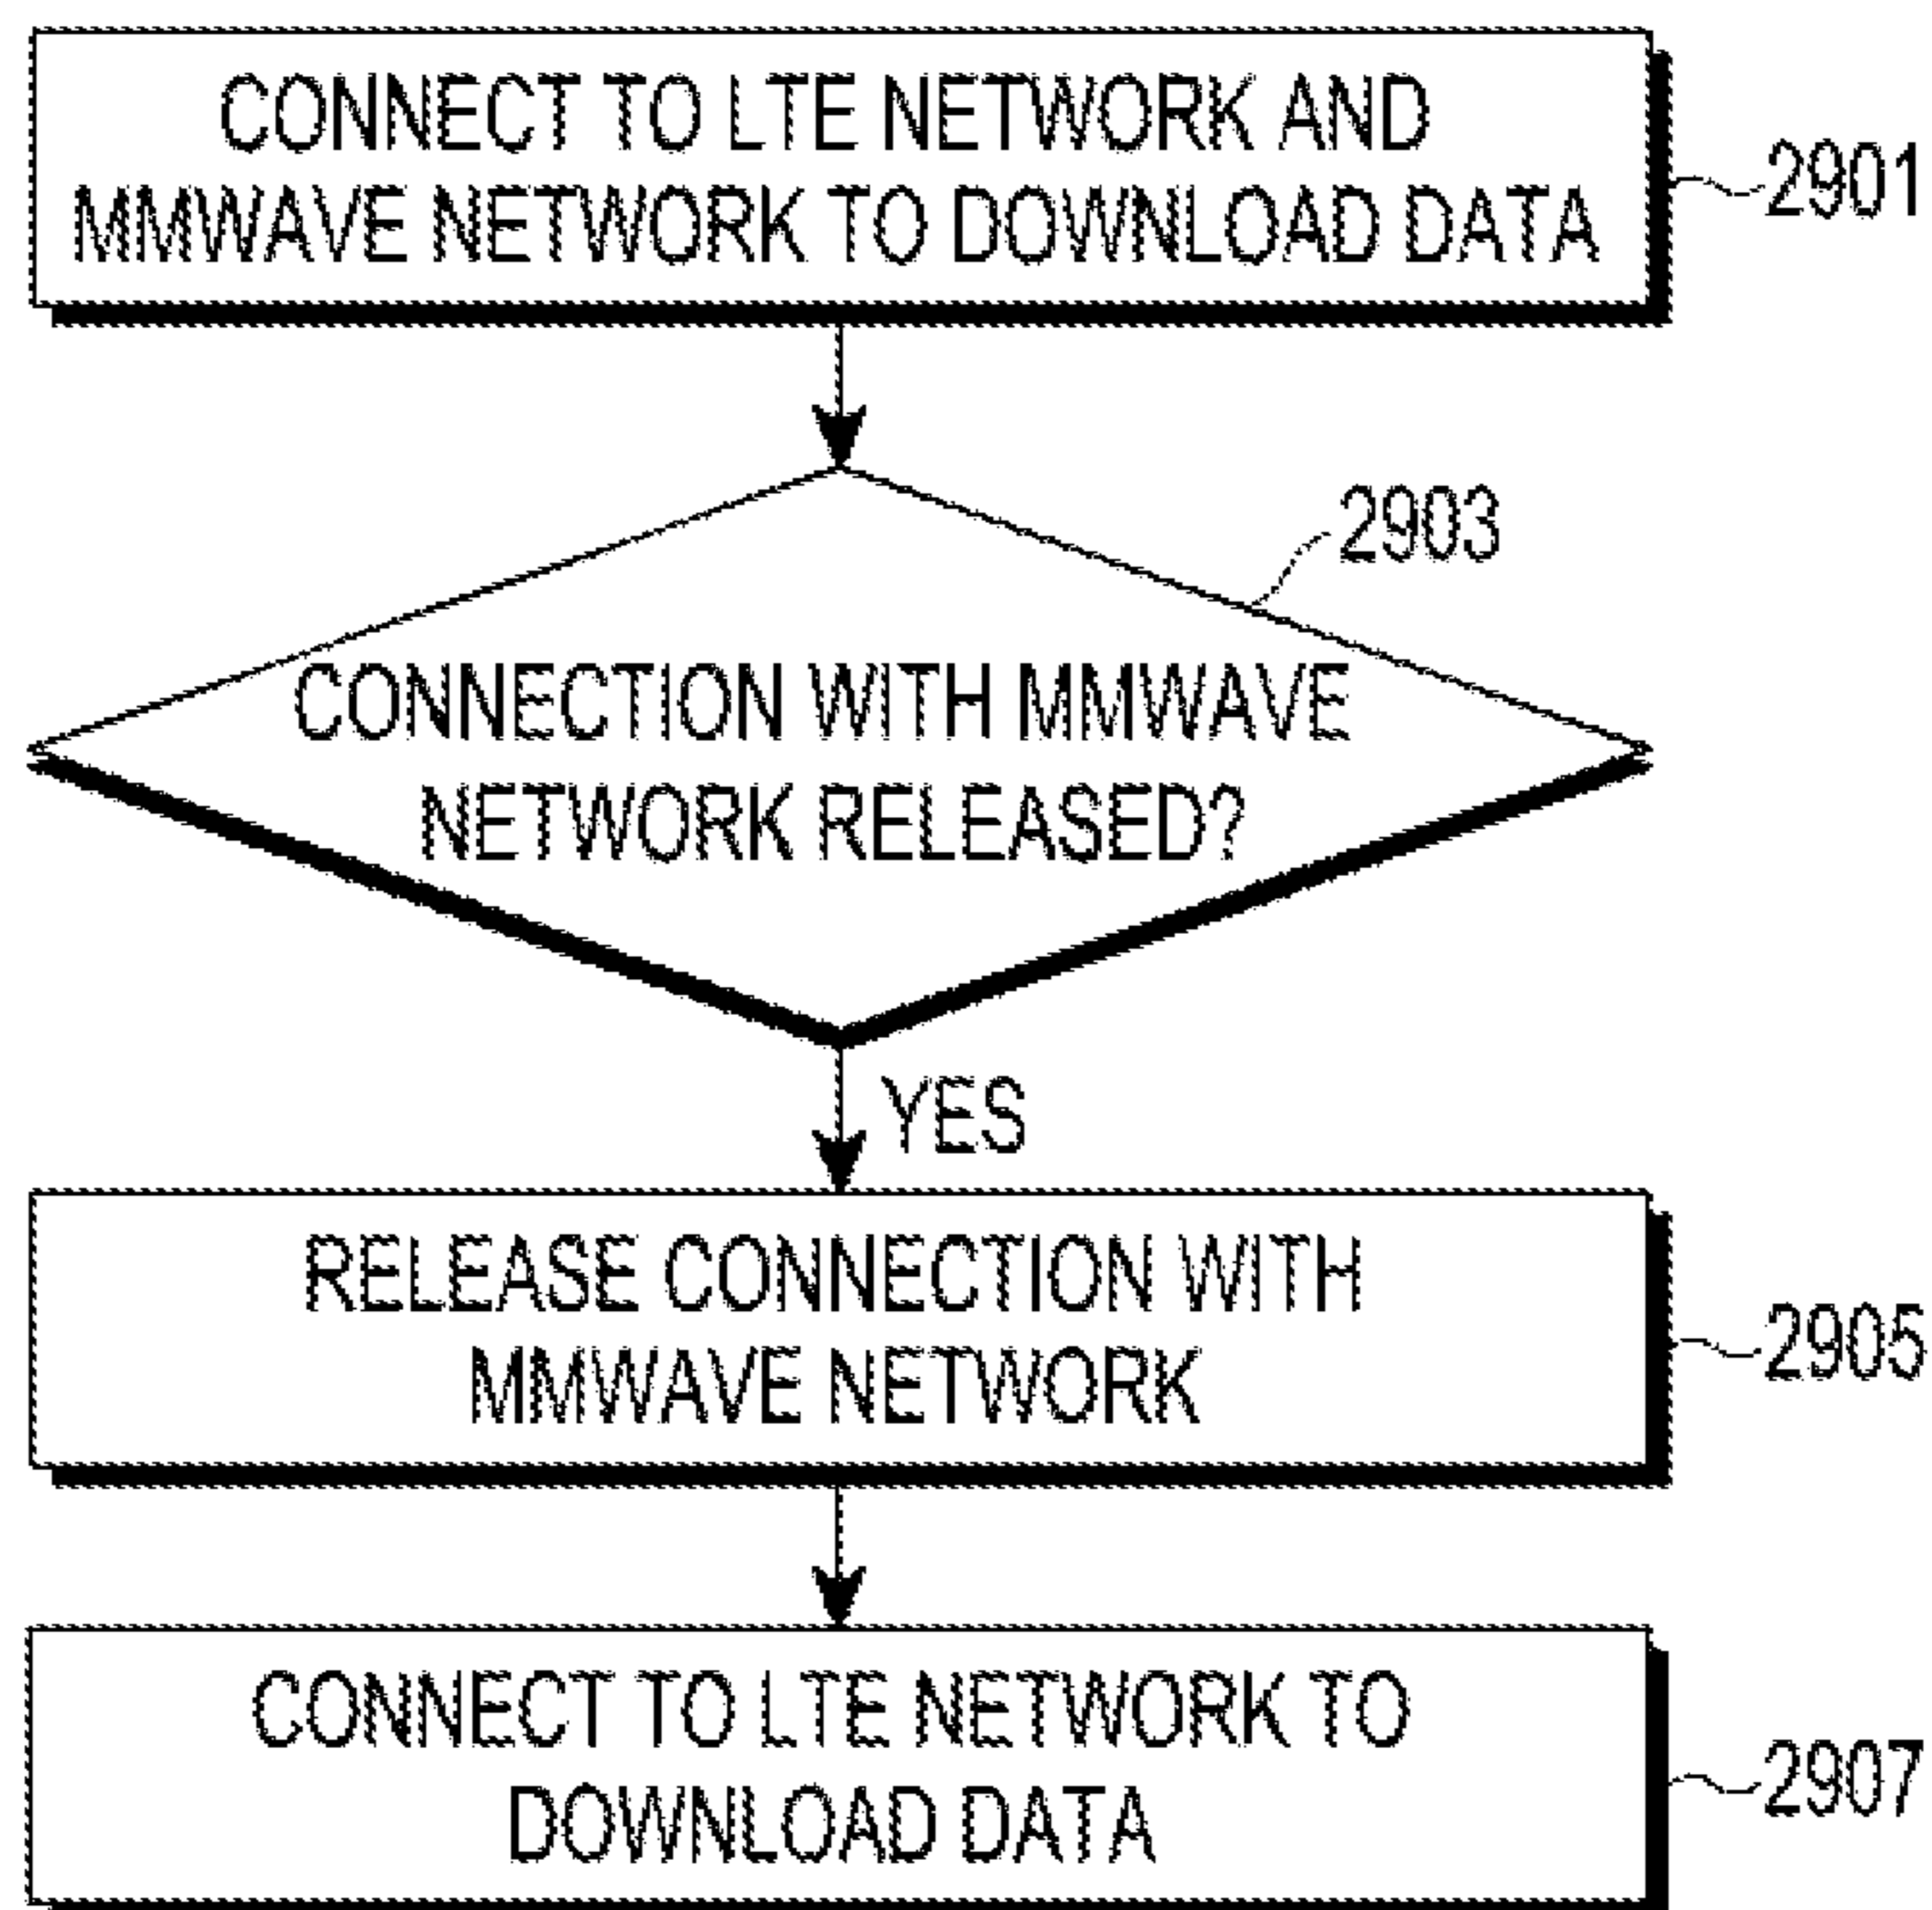 CONNECT TO LTE NETWORK AND
MMWAVE NETWORK TO DOWNLOAD DATA
2901
2903
CONNECTION WITH MMWAVE
NETWORK RELEASED?
YES
RELEASE CONNECTION WITH
MMWAVE NETWORK
2905
CONNECT TO LTE NETWORK TO
DOWNLOAD DATA
2907